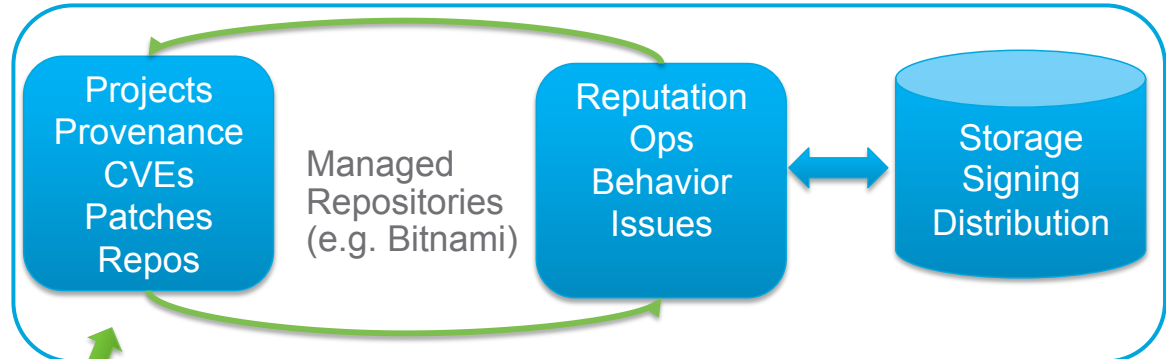 Projects
Provenance
CVEs
Patches
Repos
Managed
Repositories
(e.g. Bitnami)
Reputation
Ops
Behavior
Issues
Storage
Signing
Distribution